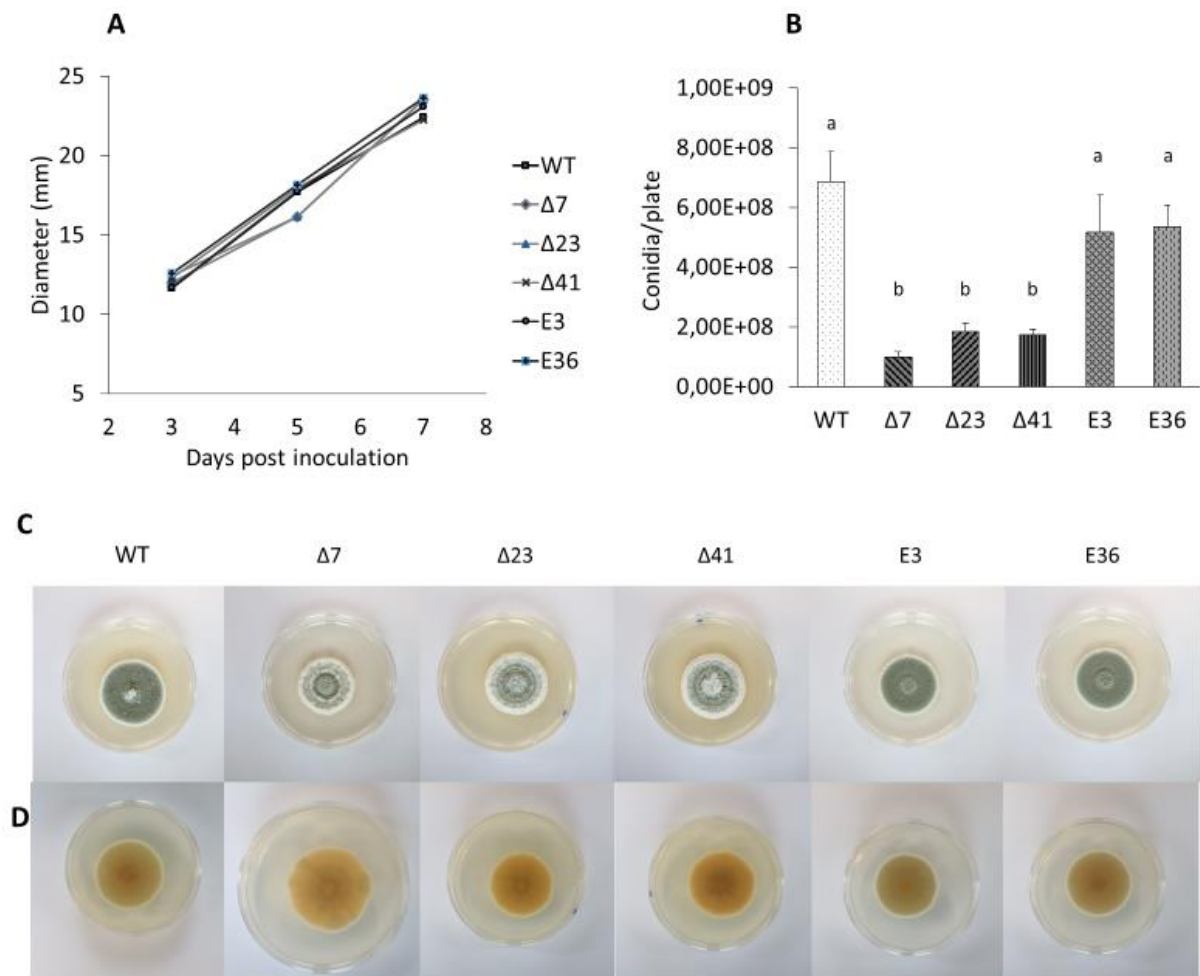 A
25
20
15
10
5
Diameter (mm)
2 3 4 5 6 7 8
Days post inoculation
WT
Δ7
Δ23
Δ41
E3
E36
B
1,00E+09
8,00E+08
6,00E+08
4,00E+08
2,00E+08
0,00E+00
Conidia/plate
a b b b a a
WT Δ7 Δ23 Δ41 E3 E36
C
WT Δ7 Δ23 Δ41 E3 E36
D